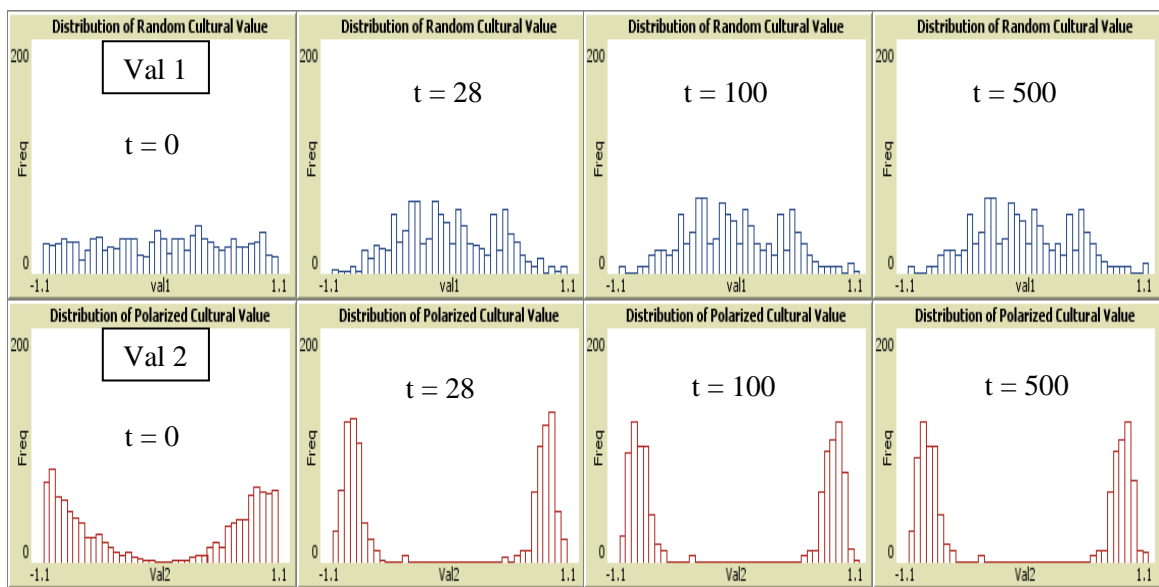 Distribution of Random Cultural Value
200
Val 1
t = 0
Freq
0
-1.1
val1
1.1
Distribution of Random Cultural Value
200
t = 28
Freq
0
-1.1
val1
1.1
Distribution of Random Cultural Value
200
t = 100
Freq
0
-1.1
val1
1.1
Distribution of Random Cultural Value
200
t = 500
Freq
0
-1.1
val1
1.1
Distribution of Polarized Cultural Value
200
Val 2
t = 0
Freq
0
-1.1
Val2
1.1
Distribution of Polarized Cultural Value
200
t = 28
Freq
0
-1.1
Val2
1.1
Distribution of Polarized Cultural Value
200
t = 100
Freq
0
-1.1
Val2
1.1
Distribution of Polarized Cultural Value
200
t = 500
Freq
0
-1.1
Val2
1.1